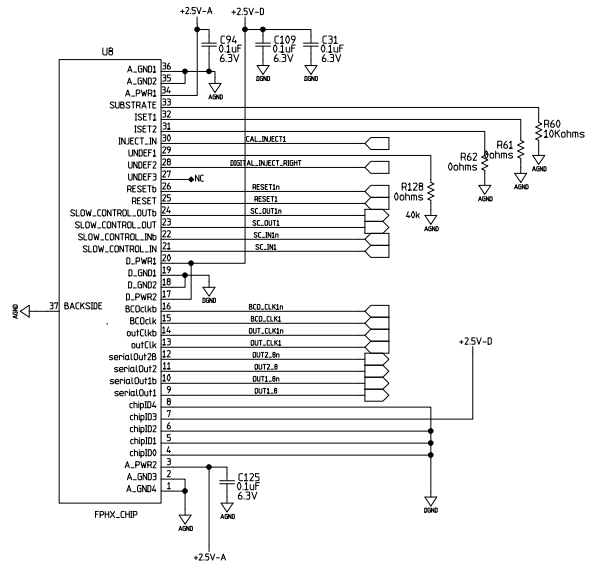 +2.5V-A
+2.5V-D
C94
0.1uF
6.3V
C109
0.1uF
6.3V
C31
0.1uF
6.3V
U8
A_GND1 36
A_GND2 35
A_PWR1 34
SUBSTRATE 33
ISET1 32
ISET2 31
INJECT_IN 30 CAL_INJECT1
UNDEF1 29
UNDEF2 28 DIGITAL_INJECT_RIGHT
UNDEF3 27 NC
RESETb 26 RESET1n
RESET 25 RESET1
SLOW_CONTROL_OUTb 24 SC_OUT1n
SLOW_CONTROL_OUT 23 SC_OUT1
SLOW_CONTROL_INb 22 SC_IN1n
SLOW_CONTROL_IN 21 SC_IN1
D_PWR1 20
D_GND1 19
D_GND2 18
D_PWR2 17
BCOclkb 16 BCO_CLK1n
BCOclk 15 BCO_CLK1
outClkb 14 OUT_CLK1n
outClk 13 OUT_CLK1
serialOut2B 12 OUT2_8n
serialOut2 11 OUT2_8
serialOut1b 10 OUT1_8n
serialOut1 9 OUT1_8
chipID4 8
chipID3 7
chipID2 6
chipID1 5
chipID0 4
A_PWR2 3
A_GND3 2
A_GND4 1
37 BACKSIDE
AGND
FPHX_CHIP
AGND
DGND
DGND
R60
10Kohms
AGND
R61
0ohms
AGND
R62
0ohms
AGND
R128
0ohms
40k
AGND
DGND
+2.5V-D
DGND
C125
0.1uF
6.3V
AGND
AGND
+2.5V-A